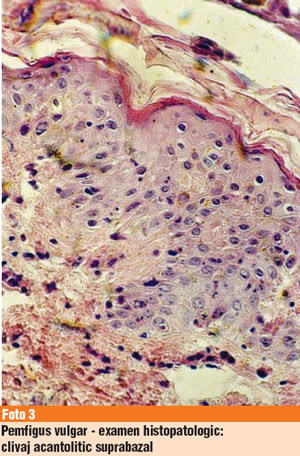 Foto 3
Pemfigus vulgar - examen histopatologic:
clivaj acantolitic suprabazal